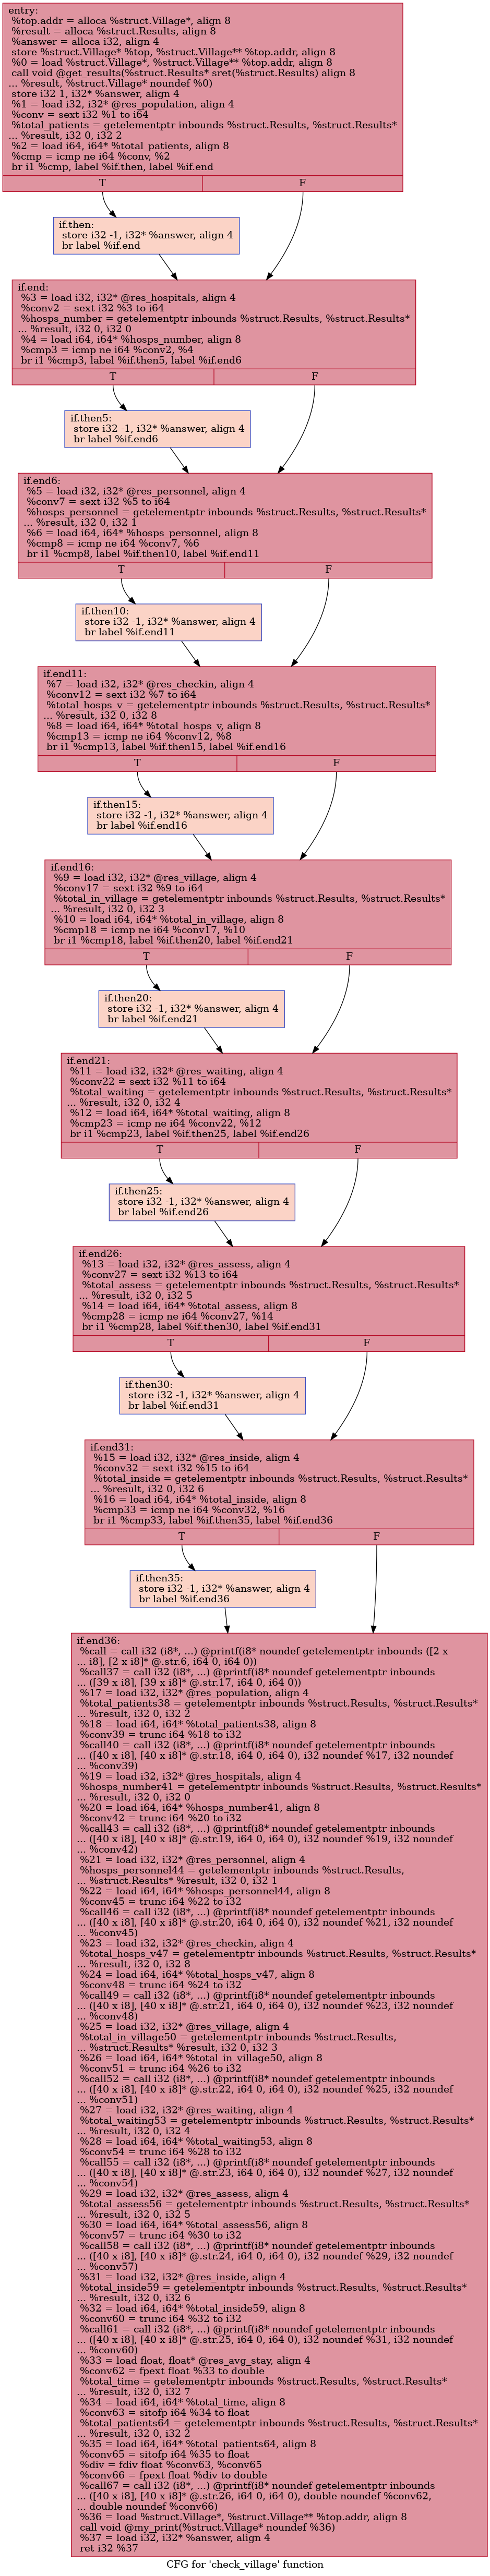 entry:
%top.addr = alloca %struct.Village*, align 8
%result = alloca %struct.Results, align 8
%answer = alloca i32, align 4
store %struct.Village* %top, %struct.Village** %top.addr, align 8
%0 = load %struct.Village*, %struct.Village** %top.addr, align 8
call void @get_results(%struct.Results* sret(%struct.Results) align 8
... %result, %struct.Village* noundef %0)
store i32 1, i32* %answer, align 4
%1 = load i32, i32* @res_population, align 4
%conv = sext i32 %1 to i64
%total_patients = getelementptr inbounds %struct.Results, %struct.Results*
... %result, i32 0, i32 2
%2 = load i64, i64* %total_patients, align 8
%cmp = icmp ne i64 %conv, %2
br i1 %cmp, label %if.then, label %if.end
T F
if.then:
store i32 -1, i32* %answer, align 4
br label %if.end
if.end:
%3 = load i32, i32* @res_hospitals, align 4
%conv2 = sext i32 %3 to i64
%hosps_number = getelementptr inbounds %struct.Results, %struct.Results*
... %result, i32 0, i32 0
%4 = load i64, i64* %hosps_number, align 8
%cmp3 = icmp ne i64 %conv2, %4
br i1 %cmp3, label %if.then5, label %if.end6
T F
if.then5:
store i32 -1, i32* %answer, align 4
br label %if.end6
if.end6:
%5 = load i32, i32* @res_personnel, align 4
%conv7 = sext i32 %5 to i64
%hosps_personnel = getelementptr inbounds %struct.Results, %struct.Results*
... %result, i32 0, i32 1
%6 = load i64, i64* %hosps_personnel, align 8
%cmp8 = icmp ne i64 %conv7, %6
br i1 %cmp8, label %if.then10, label %if.end11
T F
if.then10:
store i32 -1, i32* %answer, align 4
br label %if.end11
if.end11:
%7 = load i32, i32* @res_checkin, align 4
%conv12 = sext i32 %7 to i64
%total_hosps_v = getelementptr inbounds %struct.Results, %struct.Results*
... %result, i32 0, i32 8
%8 = load i64, i64* %total_hosps_v, align 8
%cmp13 = icmp ne i64 %conv12, %8
br i1 %cmp13, label %if.then15, label %if.end16
T F
if.then15:
store i32 -1, i32* %answer, align 4
br label %if.end16
if.end16:
%9 = load i32, i32* @res_village, align 4
%conv17 = sext i32 %9 to i64
%total_in_village = getelementptr inbounds %struct.Results, %struct.Results*
... %result, i32 0, i32 3
%10 = load i64, i64* %total_in_village, align 8
%cmp18 = icmp ne i64 %conv17, %10
br i1 %cmp18, label %if.then20, label %if.end21
T F
if.then20:
store i32 -1, i32* %answer, align 4
br label %if.end21
if.end21:
%11 = load i32, i32* @res_waiting, align 4
%conv22 = sext i32 %11 to i64
%total_waiting = getelementptr inbounds %struct.Results, %struct.Results*
... %result, i32 0, i32 4
%12 = load i64, i64* %total_waiting, align 8
%cmp23 = icmp ne i64 %conv22, %12
br i1 %cmp23, label %if.then25, label %if.end26
T F
if.then25:
store i32 -1, i32* %answer, align 4
br label %if.end26
if.end26:
%13 = load i32, i32* @res_assess, align 4
%conv27 = sext i32 %13 to i64
%total_assess = getelementptr inbounds %struct.Results, %struct.Results*
... %result, i32 0, i32 5
%14 = load i64, i64* %total_assess, align 8
%cmp28 = icmp ne i64 %conv27, %14
br i1 %cmp28, label %if.then30, label %if.end31
T F
if.then30:
store i32 -1, i32* %answer, align 4
br label %if.end31
if.end31:
%15 = load i32, i32* @res_inside, align 4
%conv32 = sext i32 %15 to i64
%total_inside = getelementptr inbounds %struct.Results, %struct.Results*
... %result, i32 0, i32 6
%16 = load i64, i64* %total_inside, align 8
%cmp33 = icmp ne i64 %conv32, %16
br i1 %cmp33, label %if.then35, label %if.end36
T F
if.then35:
store i32 -1, i32* %answer, align 4
br label %if.end36
if.end36:
%call = call i32 (i8*, ...) @printf(i8* noundef getelementptr inbounds ([2 x
... i8], [2 x i8]* @.str.6, i64 0, i64 0))
%call37 = call i32 (i8*, ...) @printf(i8* noundef getelementptr inbounds
... ([39 x i8], [39 x i8]* @.str.17, i64 0, i64 0))
%17 = load i32, i32* @res_population, align 4
%total_patients38 = getelementptr inbounds %struct.Results, %struct.Results*
... %result, i32 0, i32 2
%18 = load i64, i64* %total_patients38, align 8
%conv39 = trunc i64 %18 to i32
%call40 = call i32 (i8*, ...) @printf(i8* noundef getelementptr inbounds
... ([40 x i8], [40 x i8]* @.str.18, i64 0, i64 0), i32 noundef %17, i32 noundef
... %conv39)
%19 = load i32, i32* @res_hospitals, align 4
%hosps_number41 = getelementptr inbounds %struct.Results, %struct.Results*
... %result, i32 0, i32 0
%20 = load i64, i64* %hosps_number41, align 8
%conv42 = trunc i64 %20 to i32
%call43 = call i32 (i8*, ...) @printf(i8* noundef getelementptr inbounds
... ([40 x i8], [40 x i8]* @.str.19, i64 0, i64 0), i32 noundef %19, i32 noundef
... %conv42)
%21 = load i32, i32* @res_personnel, align 4
%hosps_personnel44 = getelementptr inbounds %struct.Results,
... %struct.Results* %result, i32 0, i32 1
%22 = load i64, i64* %hosps_personnel44, align 8
%conv45 = trunc i64 %22 to i32
%call46 = call i32 (i8*, ...) @printf(i8* noundef getelementptr inbounds
... ([40 x i8], [40 x i8]* @.str.20, i64 0, i64 0), i32 noundef %21, i32 noundef
... %conv45)
%23 = load i32, i32* @res_checkin, align 4
%total_hosps_v47 = getelementptr inbounds %struct.Results, %struct.Results*
... %result, i32 0, i32 8
%24 = load i64, i64* %total_hosps_v47, align 8
%conv48 = trunc i64 %24 to i32
%call49 = call i32 (i8*, ...) @printf(i8* noundef getelementptr inbounds
... ([40 x i8], [40 x i8]* @.str.21, i64 0, i64 0), i32 noundef %23, i32 noundef
... %conv48)
%25 = load i32, i32* @res_village, align 4
%total_in_village50 = getelementptr inbounds %struct.Results,
... %struct.Results* %result, i32 0, i32 3
%26 = load i64, i64* %total_in_village50, align 8
%conv51 = trunc i64 %26 to i32
%call52 = call i32 (i8*, ...) @printf(i8* noundef getelementptr inbounds
... ([40 x i8], [40 x i8]* @.str.22, i64 0, i64 0), i32 noundef %25, i32 noundef
... %conv51)
%27 = load i32, i32* @res_waiting, align 4
%total_waiting53 = getelementptr inbounds %struct.Results, %struct.Results*
... %result, i32 0, i32 4
%28 = load i64, i64* %total_waiting53, align 8
%conv54 = trunc i64 %28 to i32
%call55 = call i32 (i8*, ...) @printf(i8* noundef getelementptr inbounds
... ([40 x i8], [40 x i8]* @.str.23, i64 0, i64 0), i32 noundef %27, i32 noundef
... %conv54)
%29 = load i32, i32* @res_assess, align 4
%total_assess56 = getelementptr inbounds %struct.Results, %struct.Results*
... %result, i32 0, i32 5
%30 = load i64, i64* %total_assess56, align 8
%conv57 = trunc i64 %30 to i32
%call58 = call i32 (i8*, ...) @printf(i8* noundef getelementptr inbounds
... ([40 x i8], [40 x i8]* @.str.24, i64 0, i64 0), i32 noundef %29, i32 noundef
... %conv57)
%31 = load i32, i32* @res_inside, align 4
%total_inside59 = getelementptr inbounds %struct.Results, %struct.Results*
... %result, i32 0, i32 6
%32 = load i64, i64* %total_inside59, align 8
%conv60 = trunc i64 %32 to i32
%call61 = call i32 (i8*, ...) @printf(i8* noundef getelementptr inbounds
... ([40 x i8], [40 x i8]* @.str.25, i64 0, i64 0), i32 noundef %31, i32 noundef
... %conv60)
%33 = load float, float* @res_avg_stay, align 4
%conv62 = fpext float %33 to double
%total_time = getelementptr inbounds %struct.Results, %struct.Results*
... %result, i32 0, i32 7
%34 = load i64, i64* %total_time, align 8
%conv63 = sitofp i64 %34 to float
%total_patients64 = getelementptr inbounds %struct.Results, %struct.Results*
... %result, i32 0, i32 2
%35 = load i64, i64* %total_patients64, align 8
%conv65 = sitofp i64 %35 to float
%div = fdiv float %conv63, %conv65
%conv66 = fpext float %div to double
%call67 = call i32 (i8*, ...) @printf(i8* noundef getelementptr inbounds
... ([40 x i8], [40 x i8]* @.str.26, i64 0, i64 0), double noundef %conv62,
... double noundef %conv66)
%36 = load %struct.Village*, %struct.Village** %top.addr, align 8
call void @my_print(%struct.Village* noundef %36)
%37 = load i32, i32* %answer, align 4
ret i32 %37
CFG for 'check_village' function